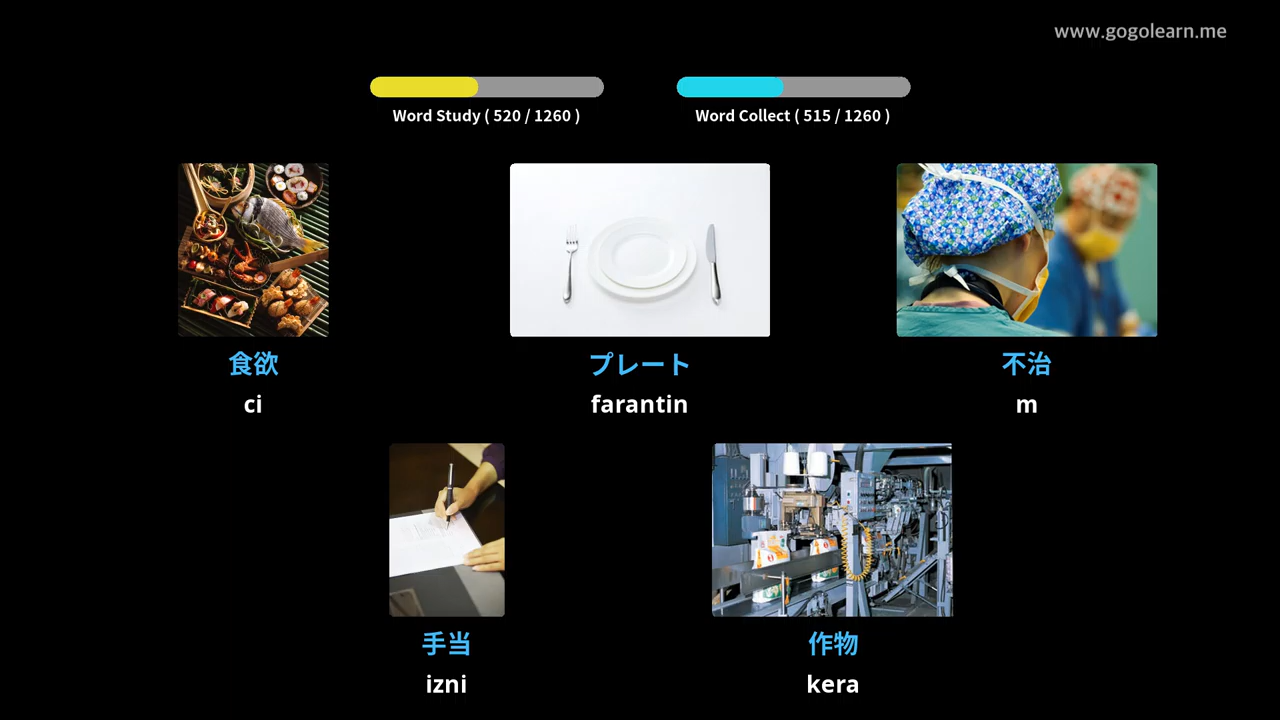 www.gogolearn.me
Word Study ( 520 / 1260 )
Word Collect ( 515 / 1260 )
食欲
プレート
不治
ci
farantin
m
手当
作物
izni
kera